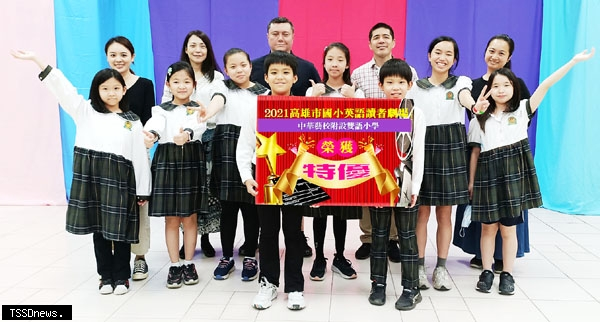 2021高雄市國小英語讀者劇場
中華藝校附設雙語小學
榮獲
特優
TSSDnews.